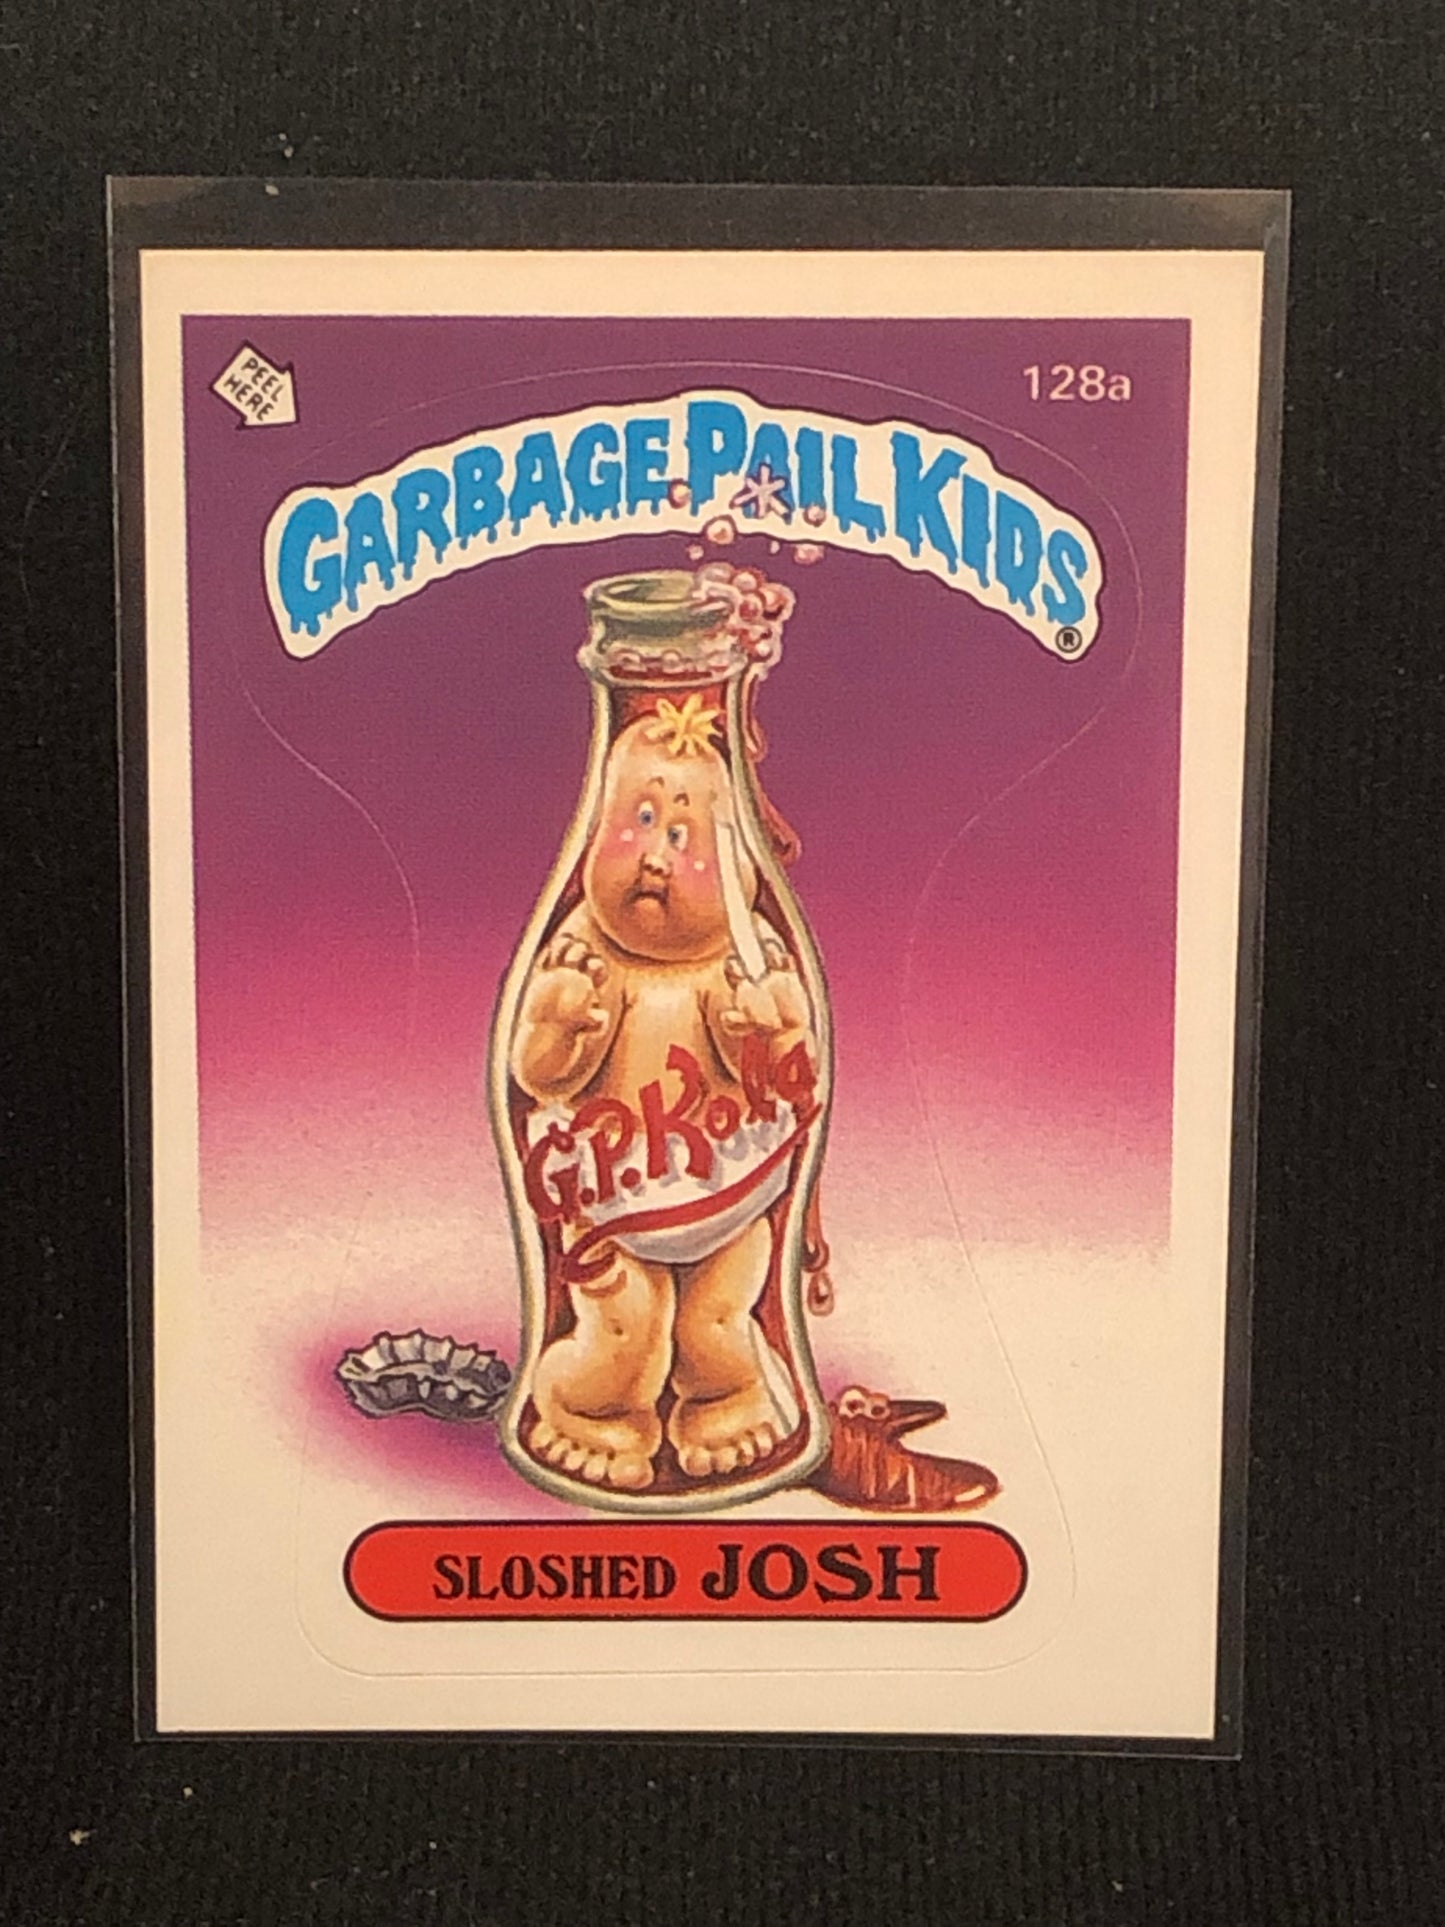 PEEL
HERE
128a
GARBAGE PAIL KIDS
®
G.P. Kola
SLOSHED JOSH